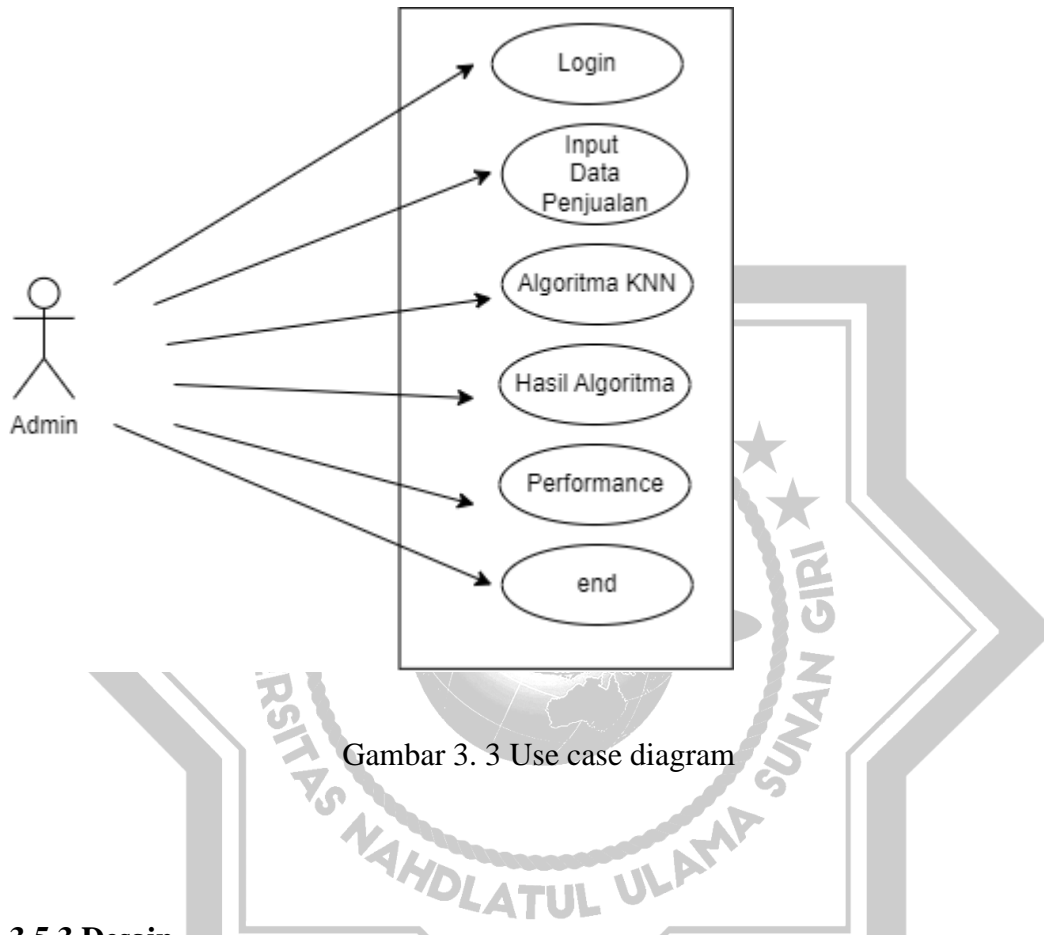 Login
Input
Data
Penjualan
Algoritma KNN
Hasil Algoritma
Admin
Performance
end
Gambar 3. 3 Use case diagram
RSITAS NAHDLATUL ULAMA SUNAN GIRI
3.5.3 Desain